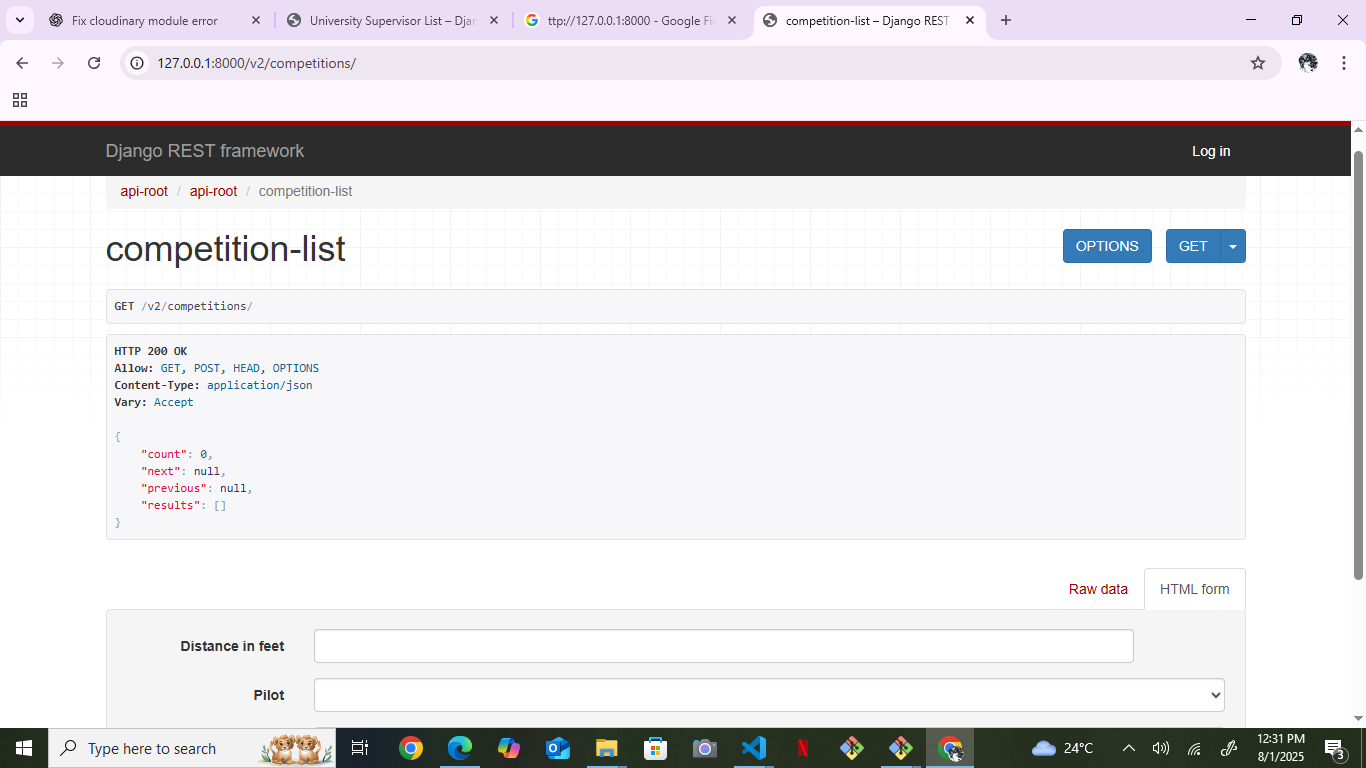 Fix cloudinary module error
University Supervisor List – Djan
ttp://127.0.0.1:8000 - Google Fi
competition-list – Django REST
127.0.0.1:8000/v2/competitions/
Django REST framework
Log in
api-root / api-root / competition-list
competition-list
OPTIONS
GET
GET /v2/competitions/
HTTP 200 OK
Allow: GET, POST, HEAD, OPTIONS
Content-Type: application/json
Vary: Accept
{
"count": 0,
"next": null,
"previous": null,
"results": []
}
Raw data
HTML form
Distance in feet
Pilot
Type here to search
24°C
12:31 PM
8/1/2025
3